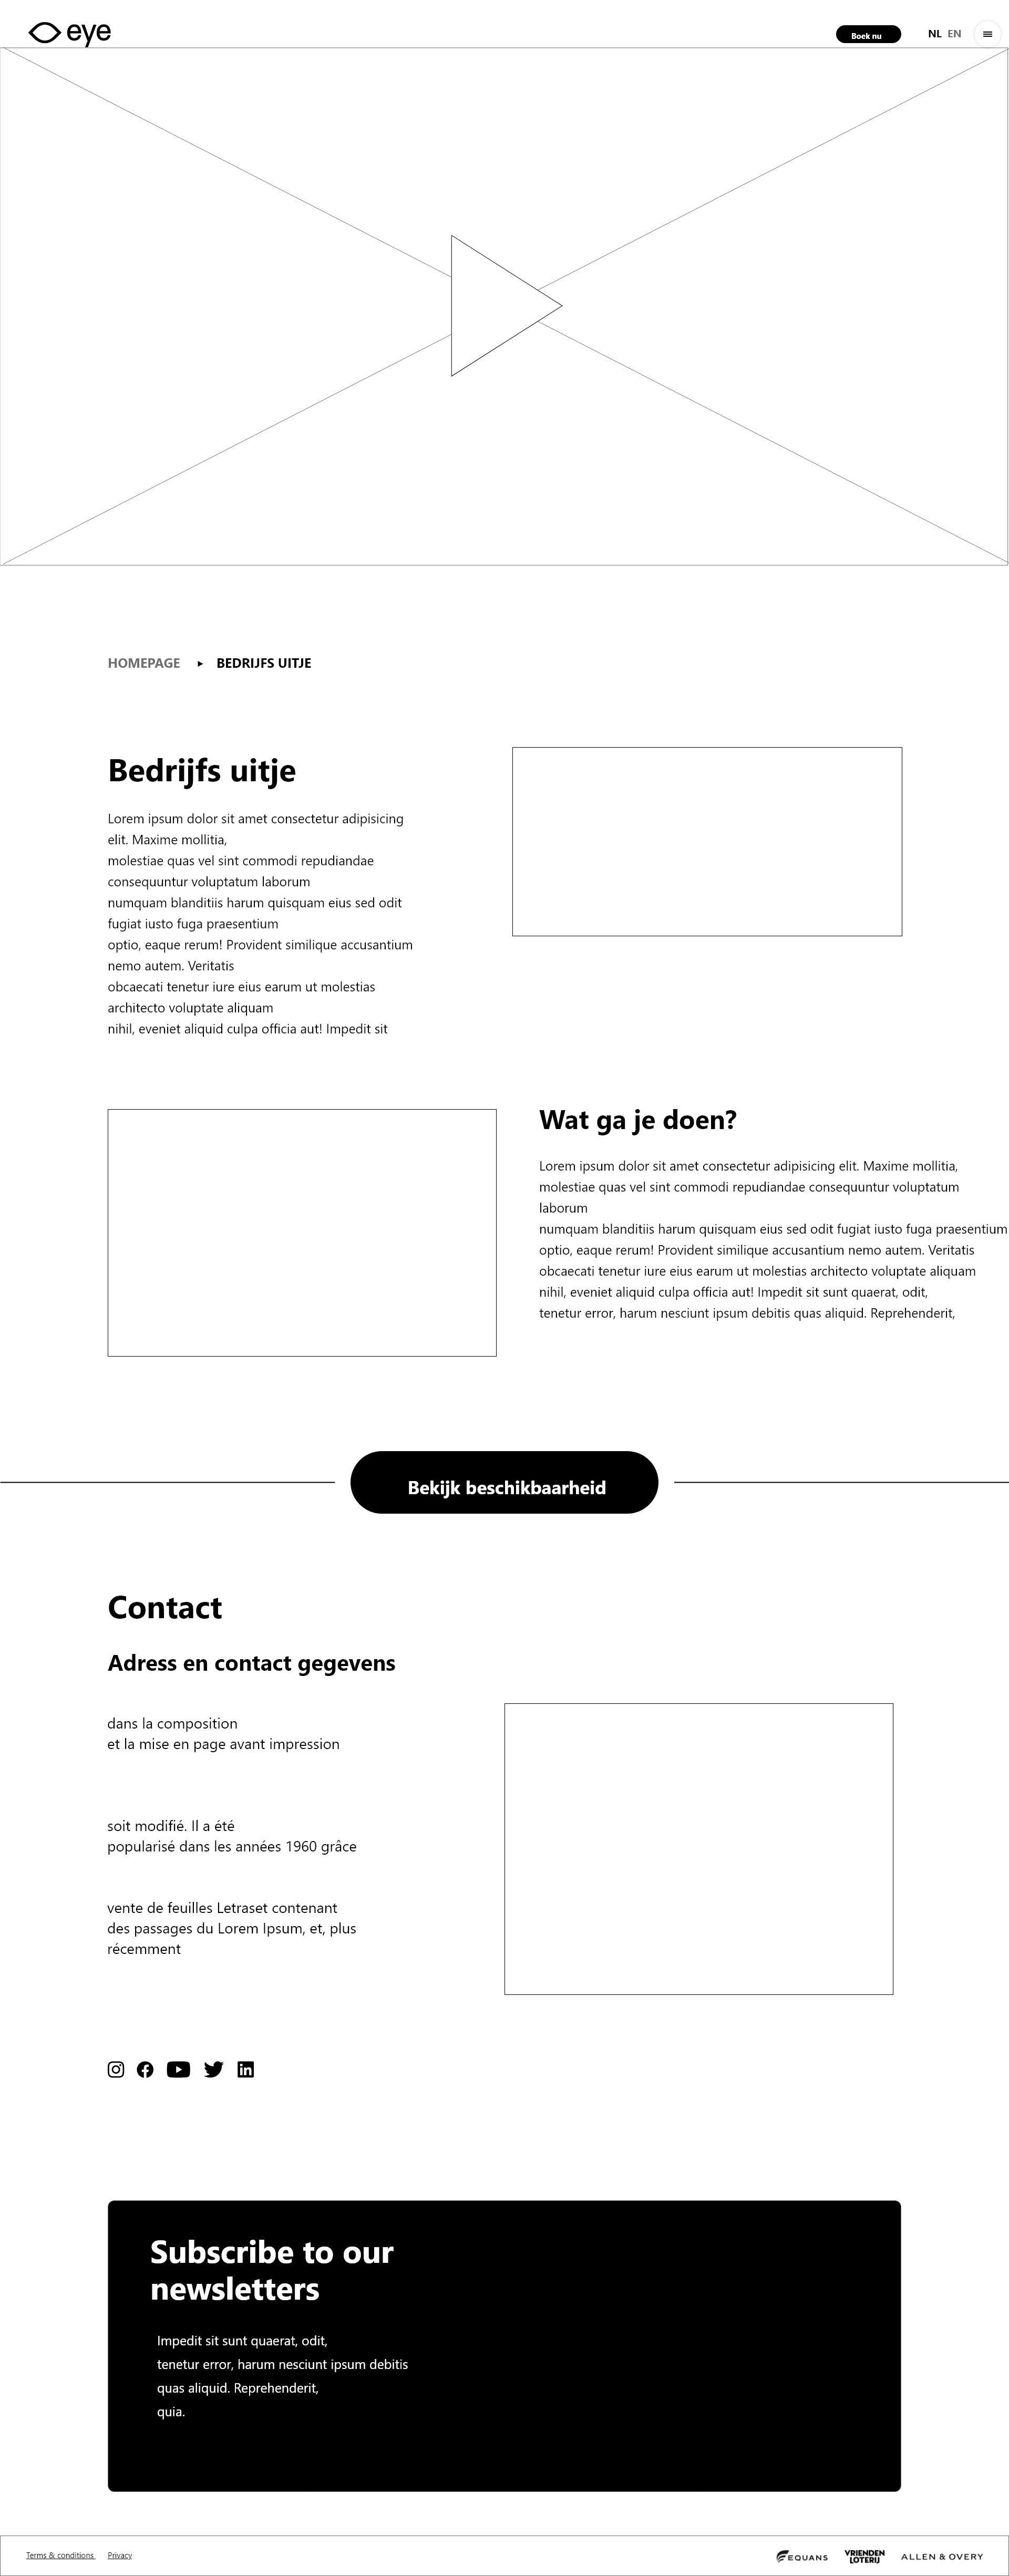 eye
Boek nu
NL EN
HOMEPAGE
BEDRIJFS UITJE
Bedrijfs uitje
Lorem ipsum dolor sit amet consectetur adipisicing
elit. Maxime mollitia,
molestiae quas vel sint commodi repudiandae
consequuntur voluptatum laborum
numquam blanditiis harum quisquam eius sed odit
fugiat iusto fuga praesentium
optio, eaque rerum! Provident similique accusantium
nemo autem. Veritatis
obcaecati tenetur iure eius earum ut molestias
architecto voluptate aliquam
nihil, eveniet aliquid culpa officia aut! Impedit sit
Wat ga je doen?
Lorem ipsum dolor sit amet consectetur adipisicing elit. Maxime mollitia,
molestiae quas vel sint commodi repudiandae consequuntur voluptatum
laborum
numquam blanditiis harum quisquam eius sed odit fugiat iusto fuga praesentium
optio, eaque rerum! Provident similique accusantium nemo autem. Veritatis
obcaecati tenetur iure eius earum ut molestias architecto voluptate aliquam
nihil, eveniet aliquid culpa officia aut! Impedit sit sunt quaerat, odit,
tenetur error, harum nesciunt ipsum debitis quas aliquid. Reprehenderit,
Bekijk beschikbaarheid
Contact
Adress en contact gegevens
dans la composition
et la mise en page avant impression
soit modifié. Il a été
popularisé dans les années 1960 grâce
vente de feuilles Letraset contenant
des passages du Lorem Ipsum, et, plus
récemment
Subscribe to our
newsletters
Impedit sit sunt quaerat, odit,
tenetur error, harum nesciunt ipsum debitis
quas aliquid. Reprehenderit,
quia.
Terms & conditions
Privacy
EQUANS
VRIENDEN
LOTERIJ
ALLEN & OVERY